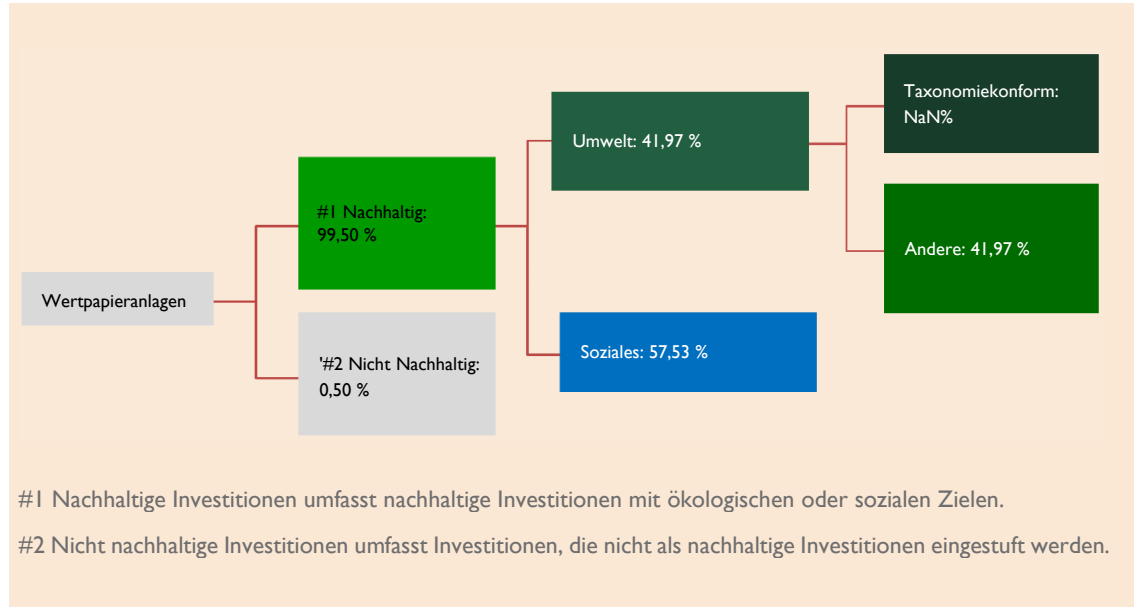 Taxonomiekonform:
NaN%
Umwelt: 41,97 %
#1 Nachhaltig:
99,50 %
Andere: 41,97 %
Wertpapieranlagen
'#2 Nicht Nachhaltig:
0,50 %
Soziales: 57,53 %
#1 Nachhaltige Investitionen umfasst nachhaltige Investitionen mit ökologischen oder sozialen Zielen.
#2 Nicht nachhaltige Investitionen umfasst Investitionen, die nicht als nachhaltige Investitionen eingestuft werden.